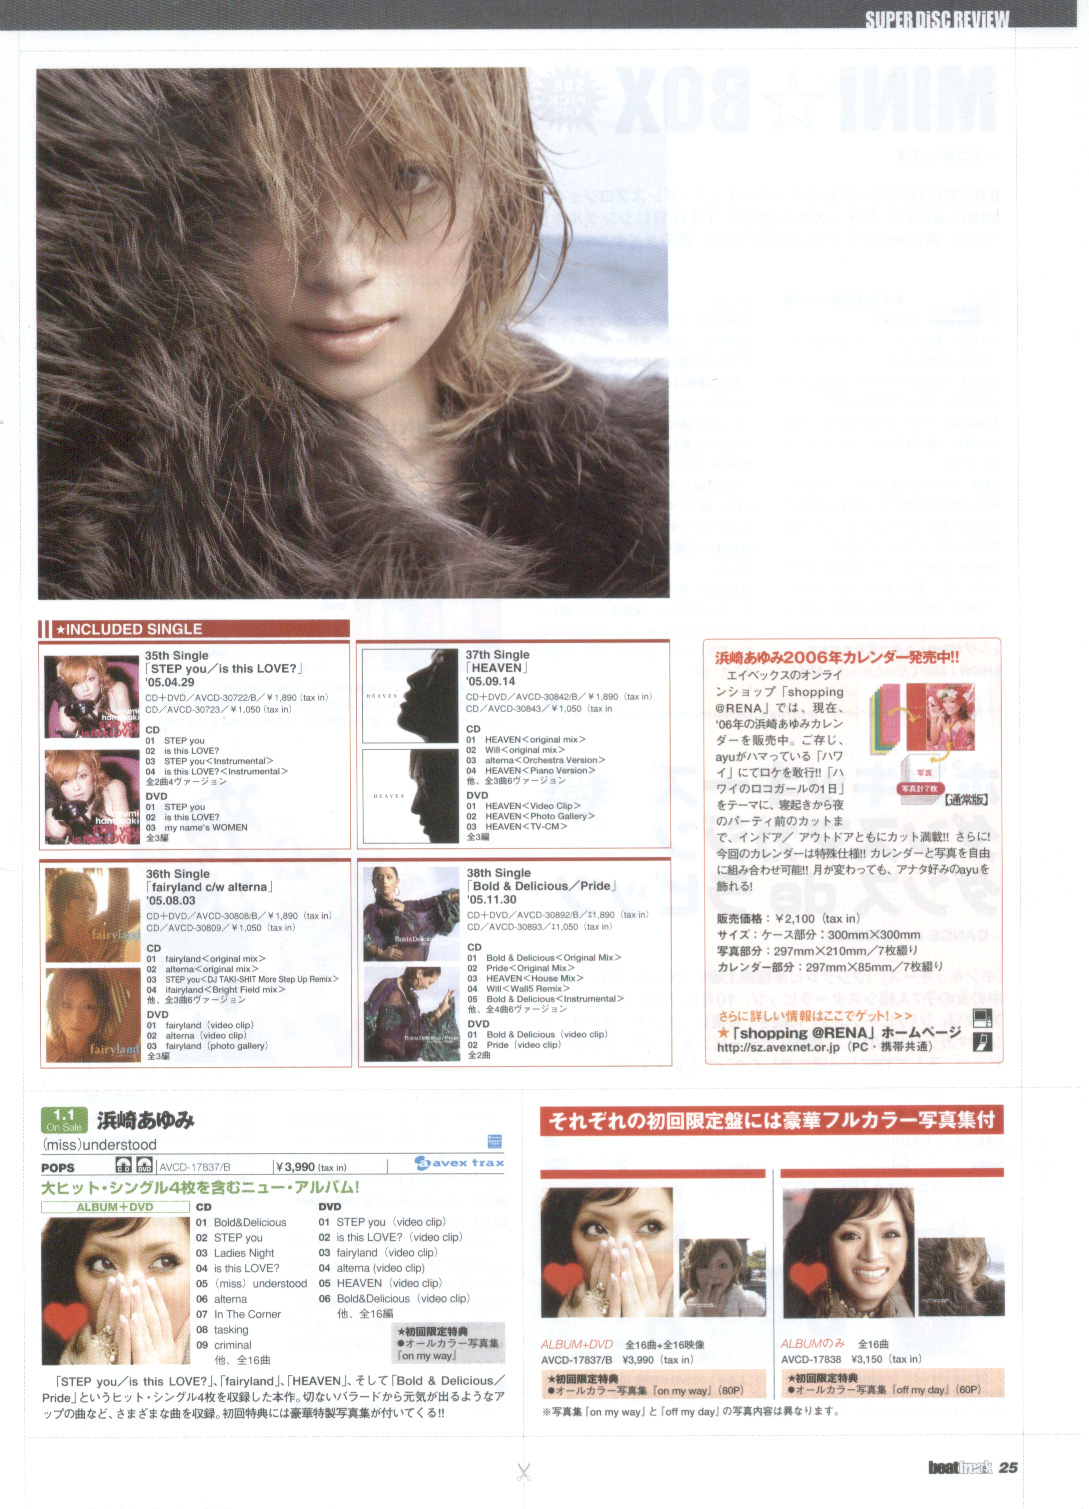 SUPER DiSC REViEW
★INCLUDED SINGLE
35th Single
「STEP you／is this LOVE?」
'05.04.29
CD＋DVD／AVCD-30722/B／￥1,890（tax in）
CD／AVCD-30723／￥1,050（tax in）
CD
01 STEP you
02 is this LOVE?
03 STEP you＜Instrumental＞
04 is this LOVE?＜Instrumental＞
全2曲4ヴァージョン
DVD
01 STEP you
02 is this LOVE?
03 my name's WOMEN
全3編
37th Single
「HEAVEN」
'05.09.14
CD＋DVD／AVCD-30842/B／￥1,890（tax in）
CD／AVCD-30843／￥1,050（tax in
HEAVEN
HEAVEN
CD
01 HEAVEN＜original mix＞
02 Will＜original mix＞
03 alterna＜Orchestra Version＞
04 HEAVEN＜Piano Version＞
他、全3曲6ヴァージョン
DVD
01 HEAVEN＜Video Clip＞
02 HEAVEN＜Photo Gallery＞
03 HEAVEN＜TV-CM＞
全3編
36th Single
「fairyland c/w alterna」
'05.08.03
CD＋DVD／AVCD-30808/B／￥1,890（tax in）
CD／AVCD-30809／￥1,050（tax in）
fairyland
fairyland
CD
01 fairyland＜original mix＞
02 alterna＜original mix＞
03 STEP you＜DJ TAKI-SHIT More Step Up Remix＞
04 ifairyland＜Bright Field mix＞
他、全3曲6ヴァージョン
DVD
01 fairyland（video clip）
02 alterna（video clip）
03 fairyland（photo gallery）
全3編
38th Single
「Bold & Delicious／Pride」
'05.11.30
CD＋DVD／AVCD-30892/B／‡1,890（tax in）
CD／AVCD-30893／‡1,050（tax in）
CD
01 Bold & Delicious＜Original Mix＞
02 Pride＜Original Mix＞
03 HEAVEN＜House Mix＞
04 Will＜Wall5 Remix＞
05 Bold & Delicious＜Instrumental＞
他、全4曲6ヴァージョン
DVD
01 Bold & Delicious（video clip）
02 Pride（video clip）
全2曲
浜崎あゆみ2006年カレンダー発売中!!
エイベックスのオンライ
ンショップ「shopping
@RENA」では、現在、
'06年の浜崎あゆみカレン
ダーを販売中。ご存じ、
ayuがハマっている「ハワ
イ」にてロケを敢行!!「ハ
ワイのロコガールの1日」
をテーマに、寝起きから夜
のパーティ前のカットま
で、インドア／アウトドアともにカット満載!! さらに!
今回のカレンダーは特殊仕様!! カレンダーと写真を自由
に組み合わせ可能!! 月が変わっても、アナタ好みのayuを
飾れる!
写真
写真計7枚
【通常版】
販売価格：￥2,100（tax in）
サイズ：ケース部分：300mm×300mm
写真部分：297mm×210mm／7枚綴り
カレンダー部分：297mm×85mm／7枚綴り
さらに詳しい情報はここでゲット! >>
★「shopping @RENA」ホームページ
http://sz.avexnet.or.jp（PC・携帯共通）
1.1
On Sale
浜崎あゆみ
(miss)understood
POPS
CD DVD
AVCD-17837/B
￥3,990 (tax in)
avex trax
大ヒット・シングル4枚を含むニュー・アルバム!
ALBUM＋DVD
CD
01 Bold&Delicious
02 STEP you
03 Ladies Night
04 is this LOVE?
05（miss）understood
06 alterna
07 In The Corner
08 tasking
09 criminal
他、全16曲
DVD
01 STEP you（video clip）
02 is this LOVE?（video clip）
03 fairyland（video clip）
04 alterna (video clip)
05 HEAVEN（video clip）
06 Bold&Delicious（video clip）
他、全16編
★初回限定特典
●オールカラー写真集
『on my way』
「STEP you／is this LOVE?」、「fairyland」、「HEAVEN」、そして「Bold & Delicious／
Pride」というヒット・シングル4枚を収録した本作。切ないバラードから元気が出るようなア
ップの曲など、さまざまな曲を収録。初回特典には豪華特製写真集が付いてくる!!
それぞれの初回限定盤には豪華フルカラー写真集付
ALBUM+DVD 全16曲+全16映像
AVCD-17837/B ¥3,990（tax in）
★初回限定特典
●オールカラー写真集『on my way』（80P）
ALBUMのみ 全16曲
AVCD-17838 ¥3,150（tax in）
★初回限定特典
●オールカラー写真集『off my day』（60P）
※写真集『on my way』と『off my day』の写真内容は異なります。
beatfreak 25